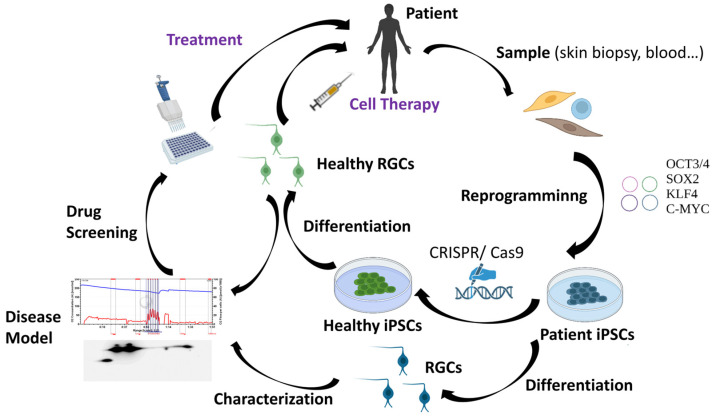 Patient
Treatment
Sample (skin biopsy, blood...)
Cell Therapy
Healthy RGCs
OCT3/4
SOX2
KLF4
C-MYC
Reprogramminng
Drug
Screening
Differentiation
CRISPR/ Cas9
Disease
Model
Healthy iPSCs
Patient iPSCs
RGCs
Differentiation
Characterization